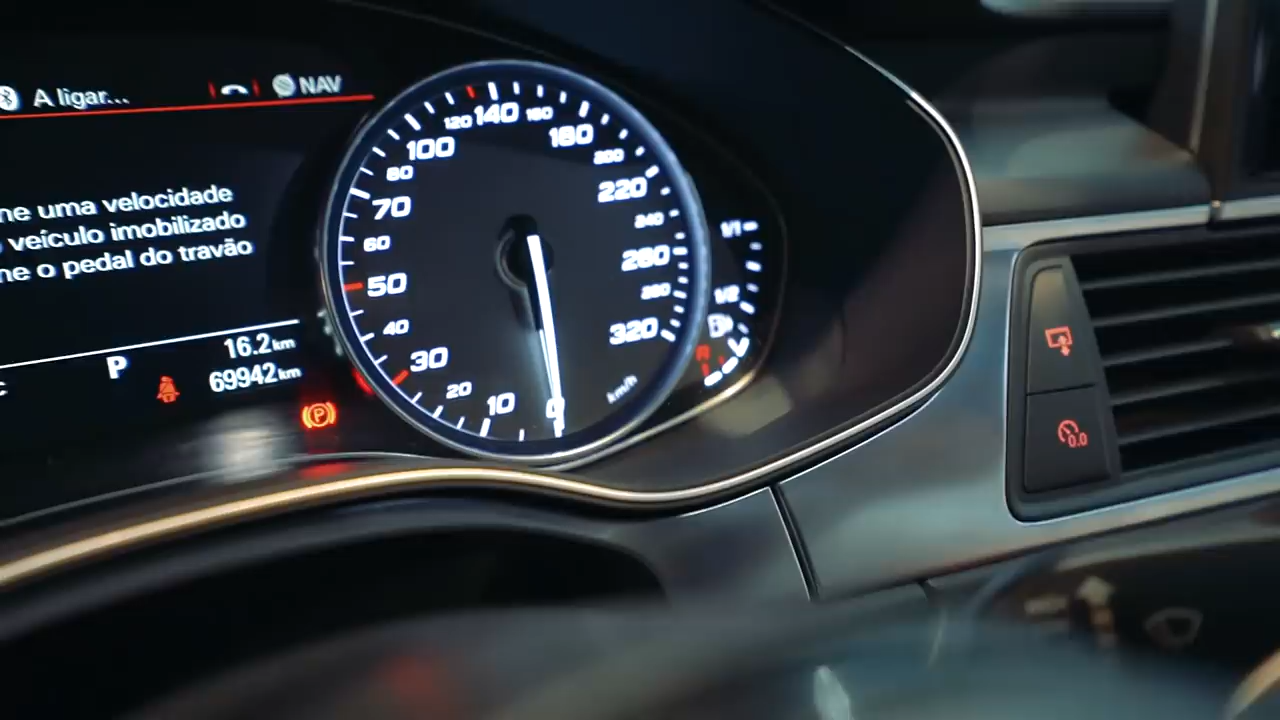 A ligar... NAV
ne uma velocidade
veículo imobilizado
ne o pedal do travão
P 16.2 km
69942 km
(P)
0
10
20
30
40
50
60
70
80
100
120
140
160
180
200
220
240
260
280
320
km/h
1/1
1/2
R
0.0